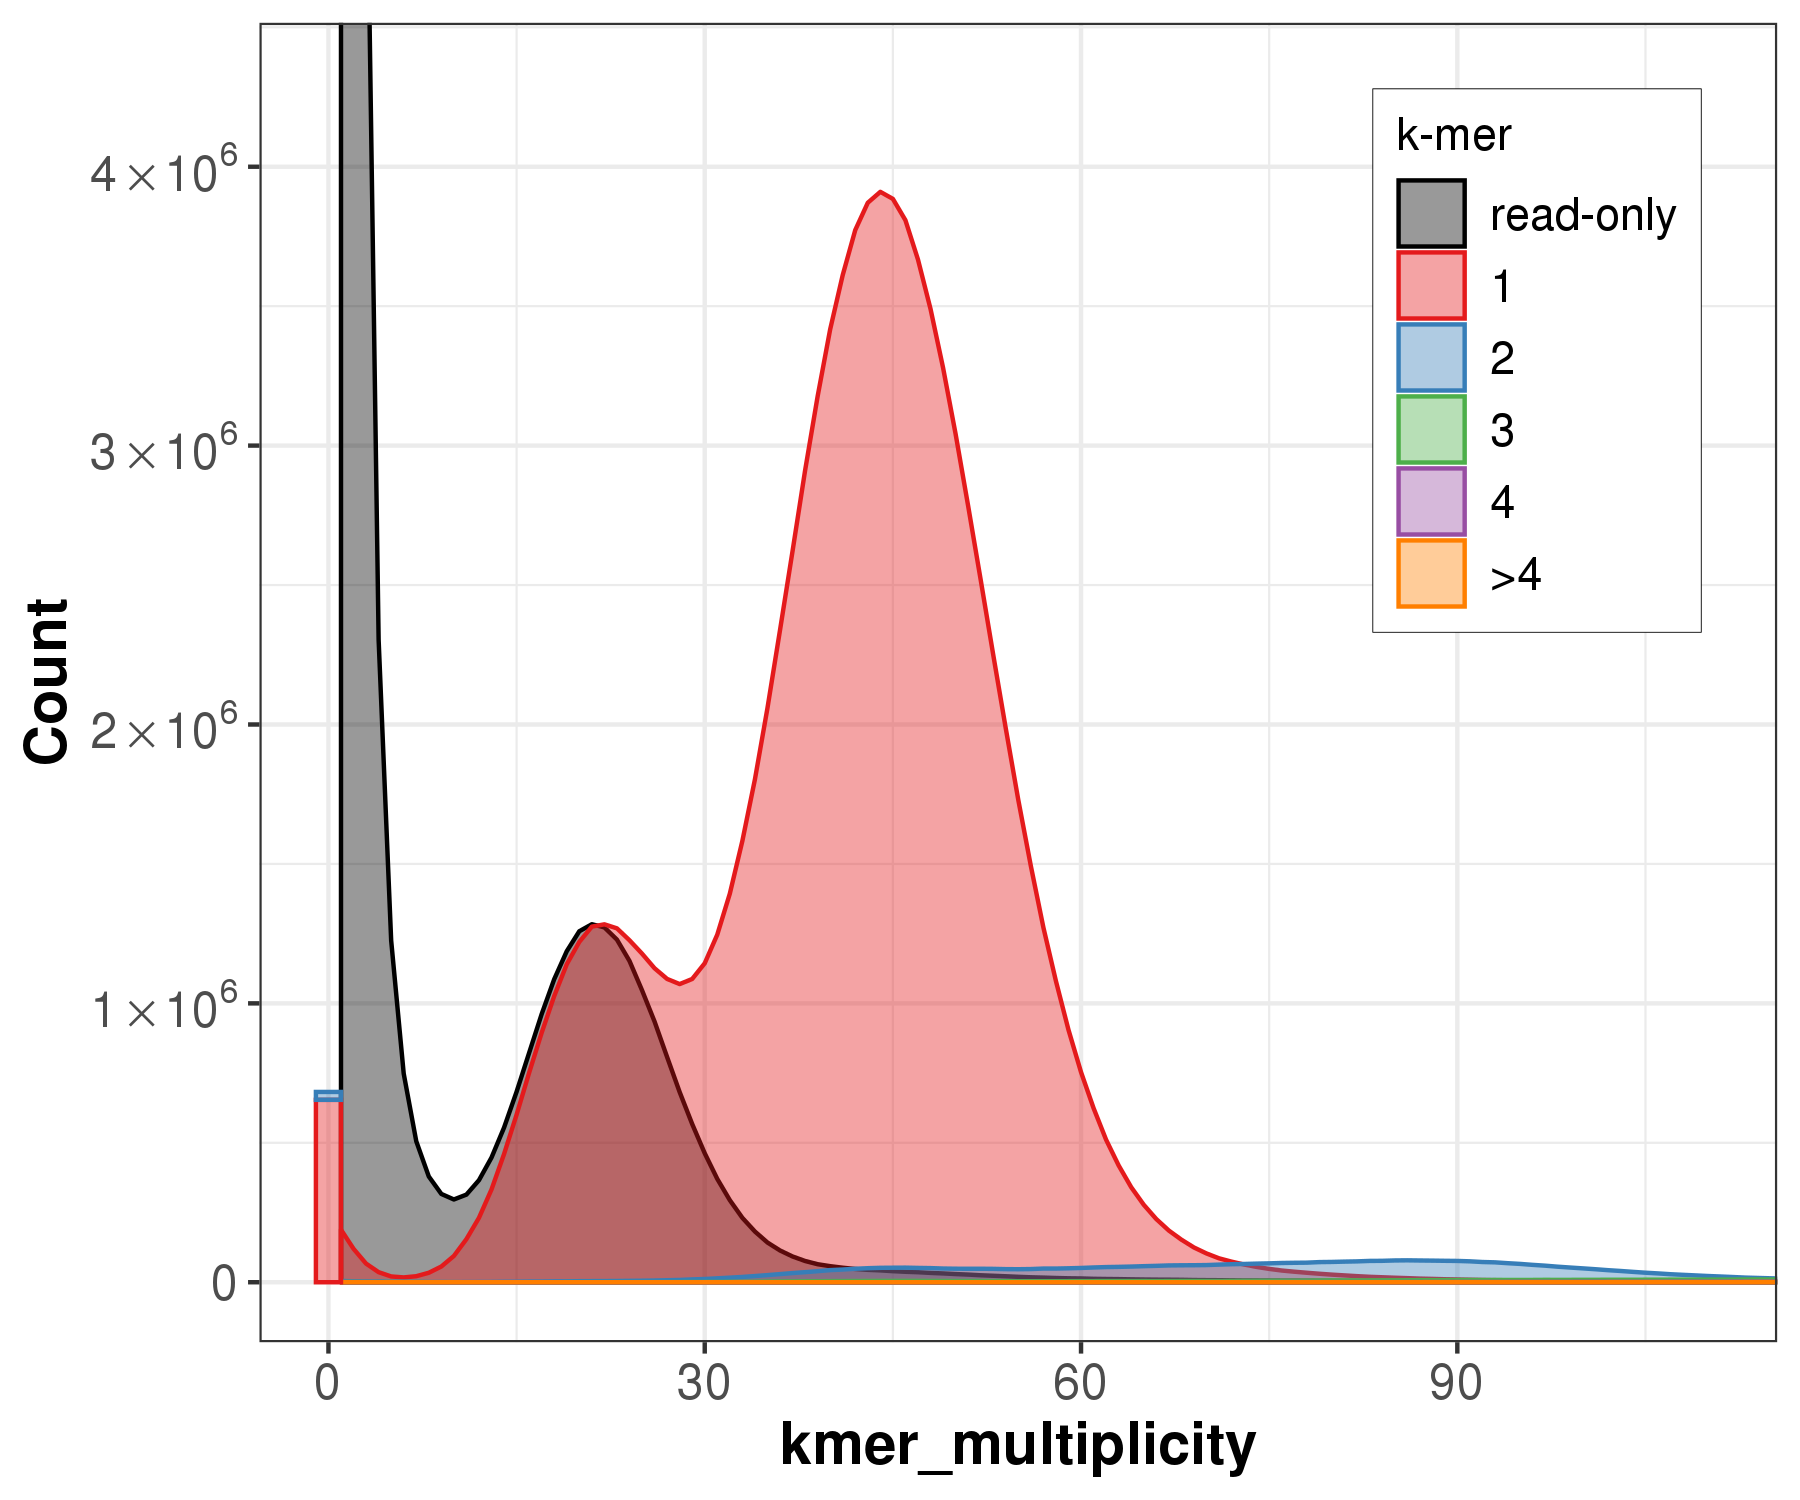 4×10⁶
3×10⁶
2×10⁶
1×10⁶
0
Count
0 30 60 90
kmer_multiplicity
k-mer
read-only
1
2
3
4
>4